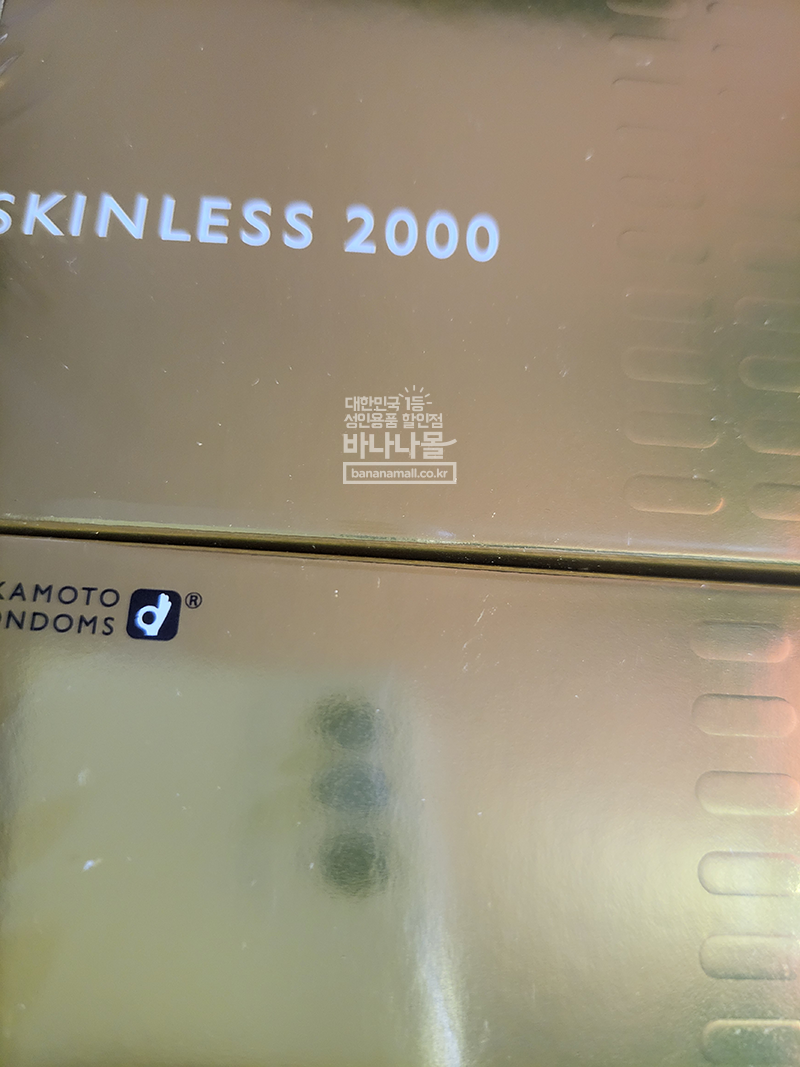 SKINLESS 2000
대한민국 1등
성인용품 할인점
바나나몰
bananamall.co.kr
KAMOTO
ONDOMS ®